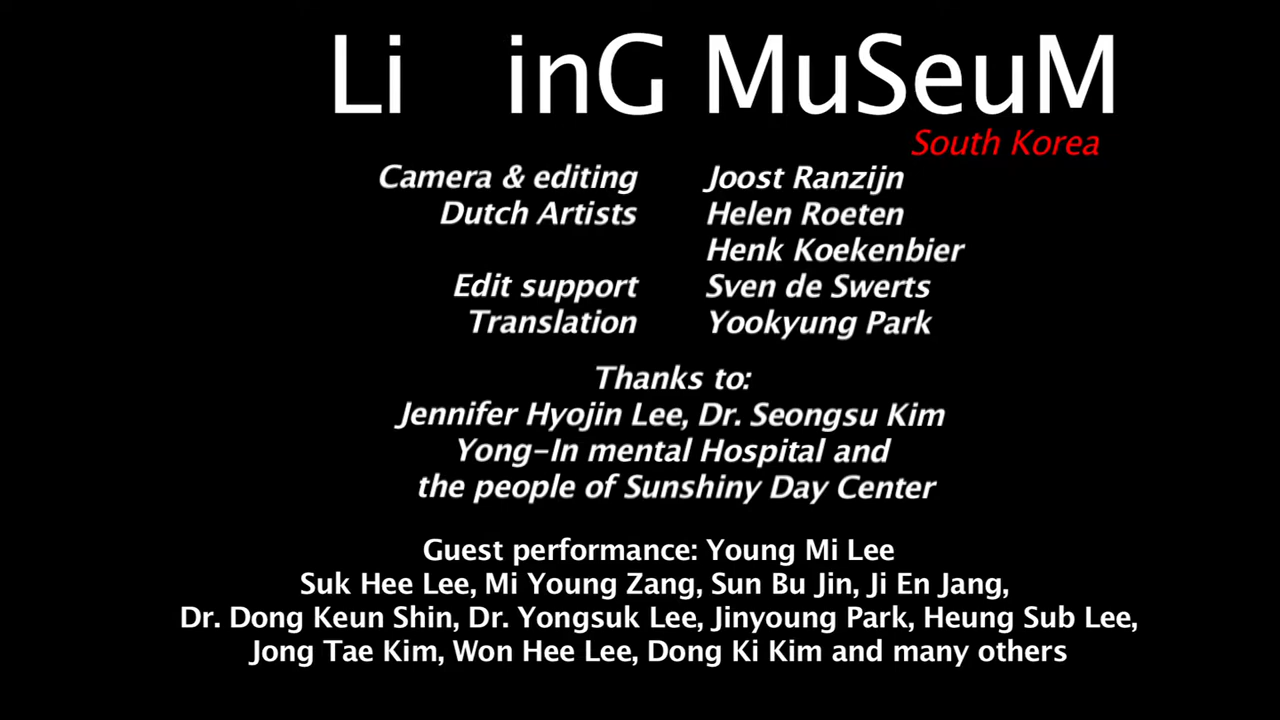 Li inG MuSeuM
South Korea
Camera & editing Joost Ranzijn
Dutch Artists Helen Roeten
Henk Koekenbier
Edit support Sven de Swerts
Translation Yookyung Park
Thanks to:
Jennifer Hyojin Lee, Dr. Seongsu Kim
Yong-In mental Hospital and
the people of Sunshiny Day Center
Guest performance: Young Mi Lee
Suk Hee Lee, Mi Young Zang, Sun Bu Jin, Ji En Jang,
Dr. Dong Keun Shin, Dr. Yongsuk Lee, Jinyoung Park, Heung Sub Lee,
Jong Tae Kim, Won Hee Lee, Dong Ki Kim and many others